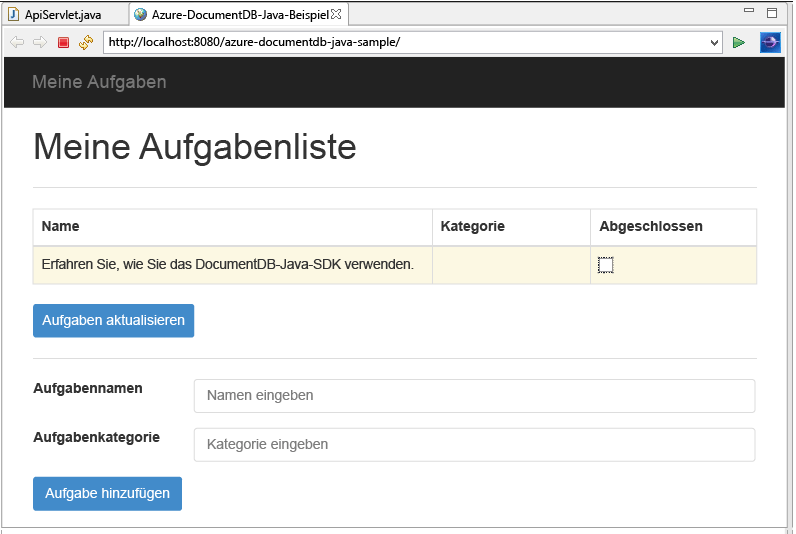 ApiServlet.java Azure-DocumentDB-Java-Beispiel
http://localhost:8080/azure-documentdb-java-sample/
Meine Aufgaben
Meine Aufgabenliste
Name Kategorie Abgeschlossen
Erfahren Sie, wie Sie das DocumentDB-Java-SDK verwenden.
Aufgaben aktualisieren
Aufgabennamen Namen eingeben
Aufgabenkategorie Kategorie eingeben
Aufgabe hinzufügen